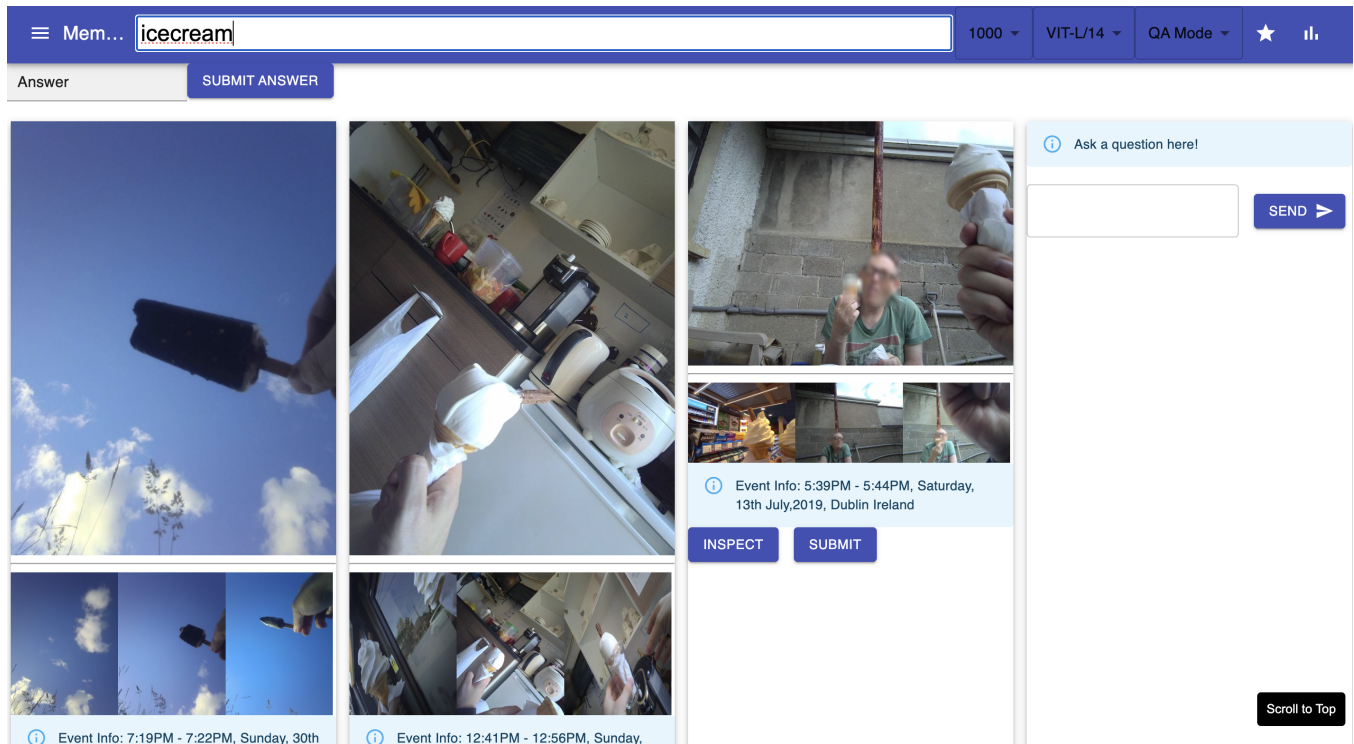 Mem... icecream 1000 VIT-L/14 QA Mode
Answer SUBMIT ANSWER
Ask a question here!
SEND
Event Info: 5:39PM - 5:44PM, Saturday,
13th July,2019, Dublin Ireland
INSPECT SUBMIT
Scroll to Top
Event Info: 7:19PM - 7:22PM, Sunday, 30th
Event Info: 12:41PM - 12:56PM, Sunday,